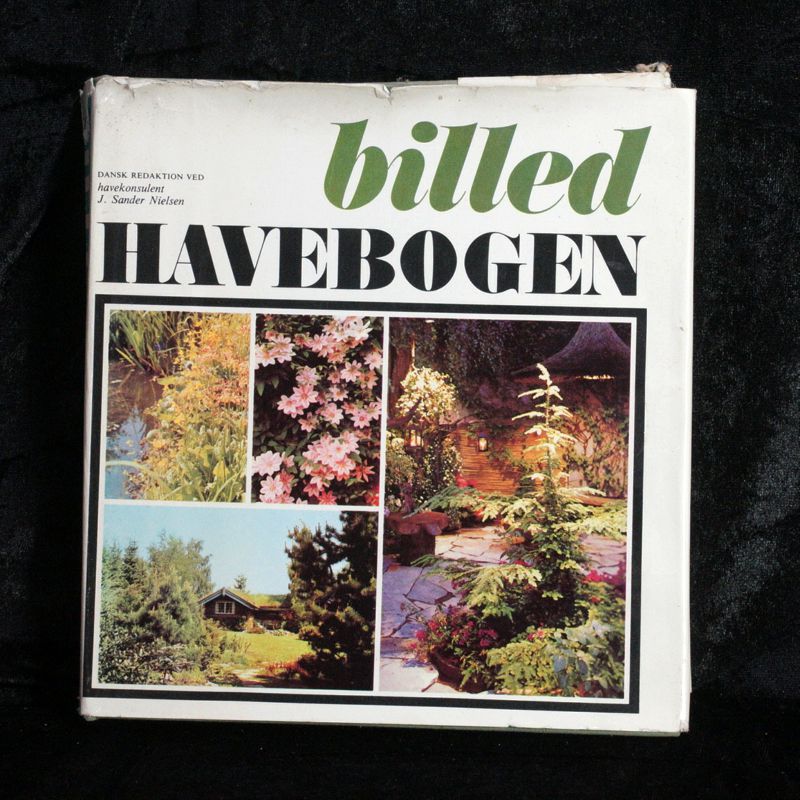 billed
DANSK REDAKTION VED
havekonsulent
J. Sander Nielsen
HAVEBOGEN